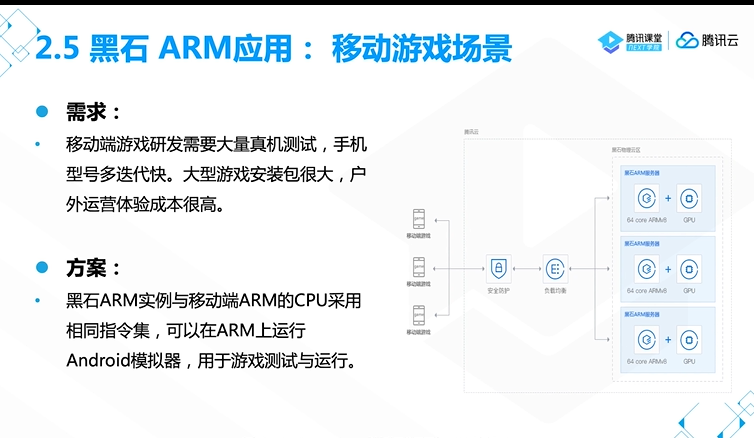 2.5 黑石 ARM应用： 移动游戏场景
腾讯课堂
NEXT学院
腾讯云
需求：
移动端游戏研发需要大量真机测试，手机
型号多迭代快。大型游戏安装包很大，户
外运营体验成本很高。
方案：
黑石ARM实例与移动端ARM的CPU采用
相同指令集，可以在ARM上运行
Android模拟器，用于游戏测试与运行。
腾讯云
黑石物理云区
黑石ARM服务器
64 core ARMv8
GPU
移动端游戏
黑石ARM服务器
64 core ARMv8
GPU
移动端游戏
安全防护
负载均衡
黑石ARM服务器
64 core ARMv8
GPU
移动端游戏